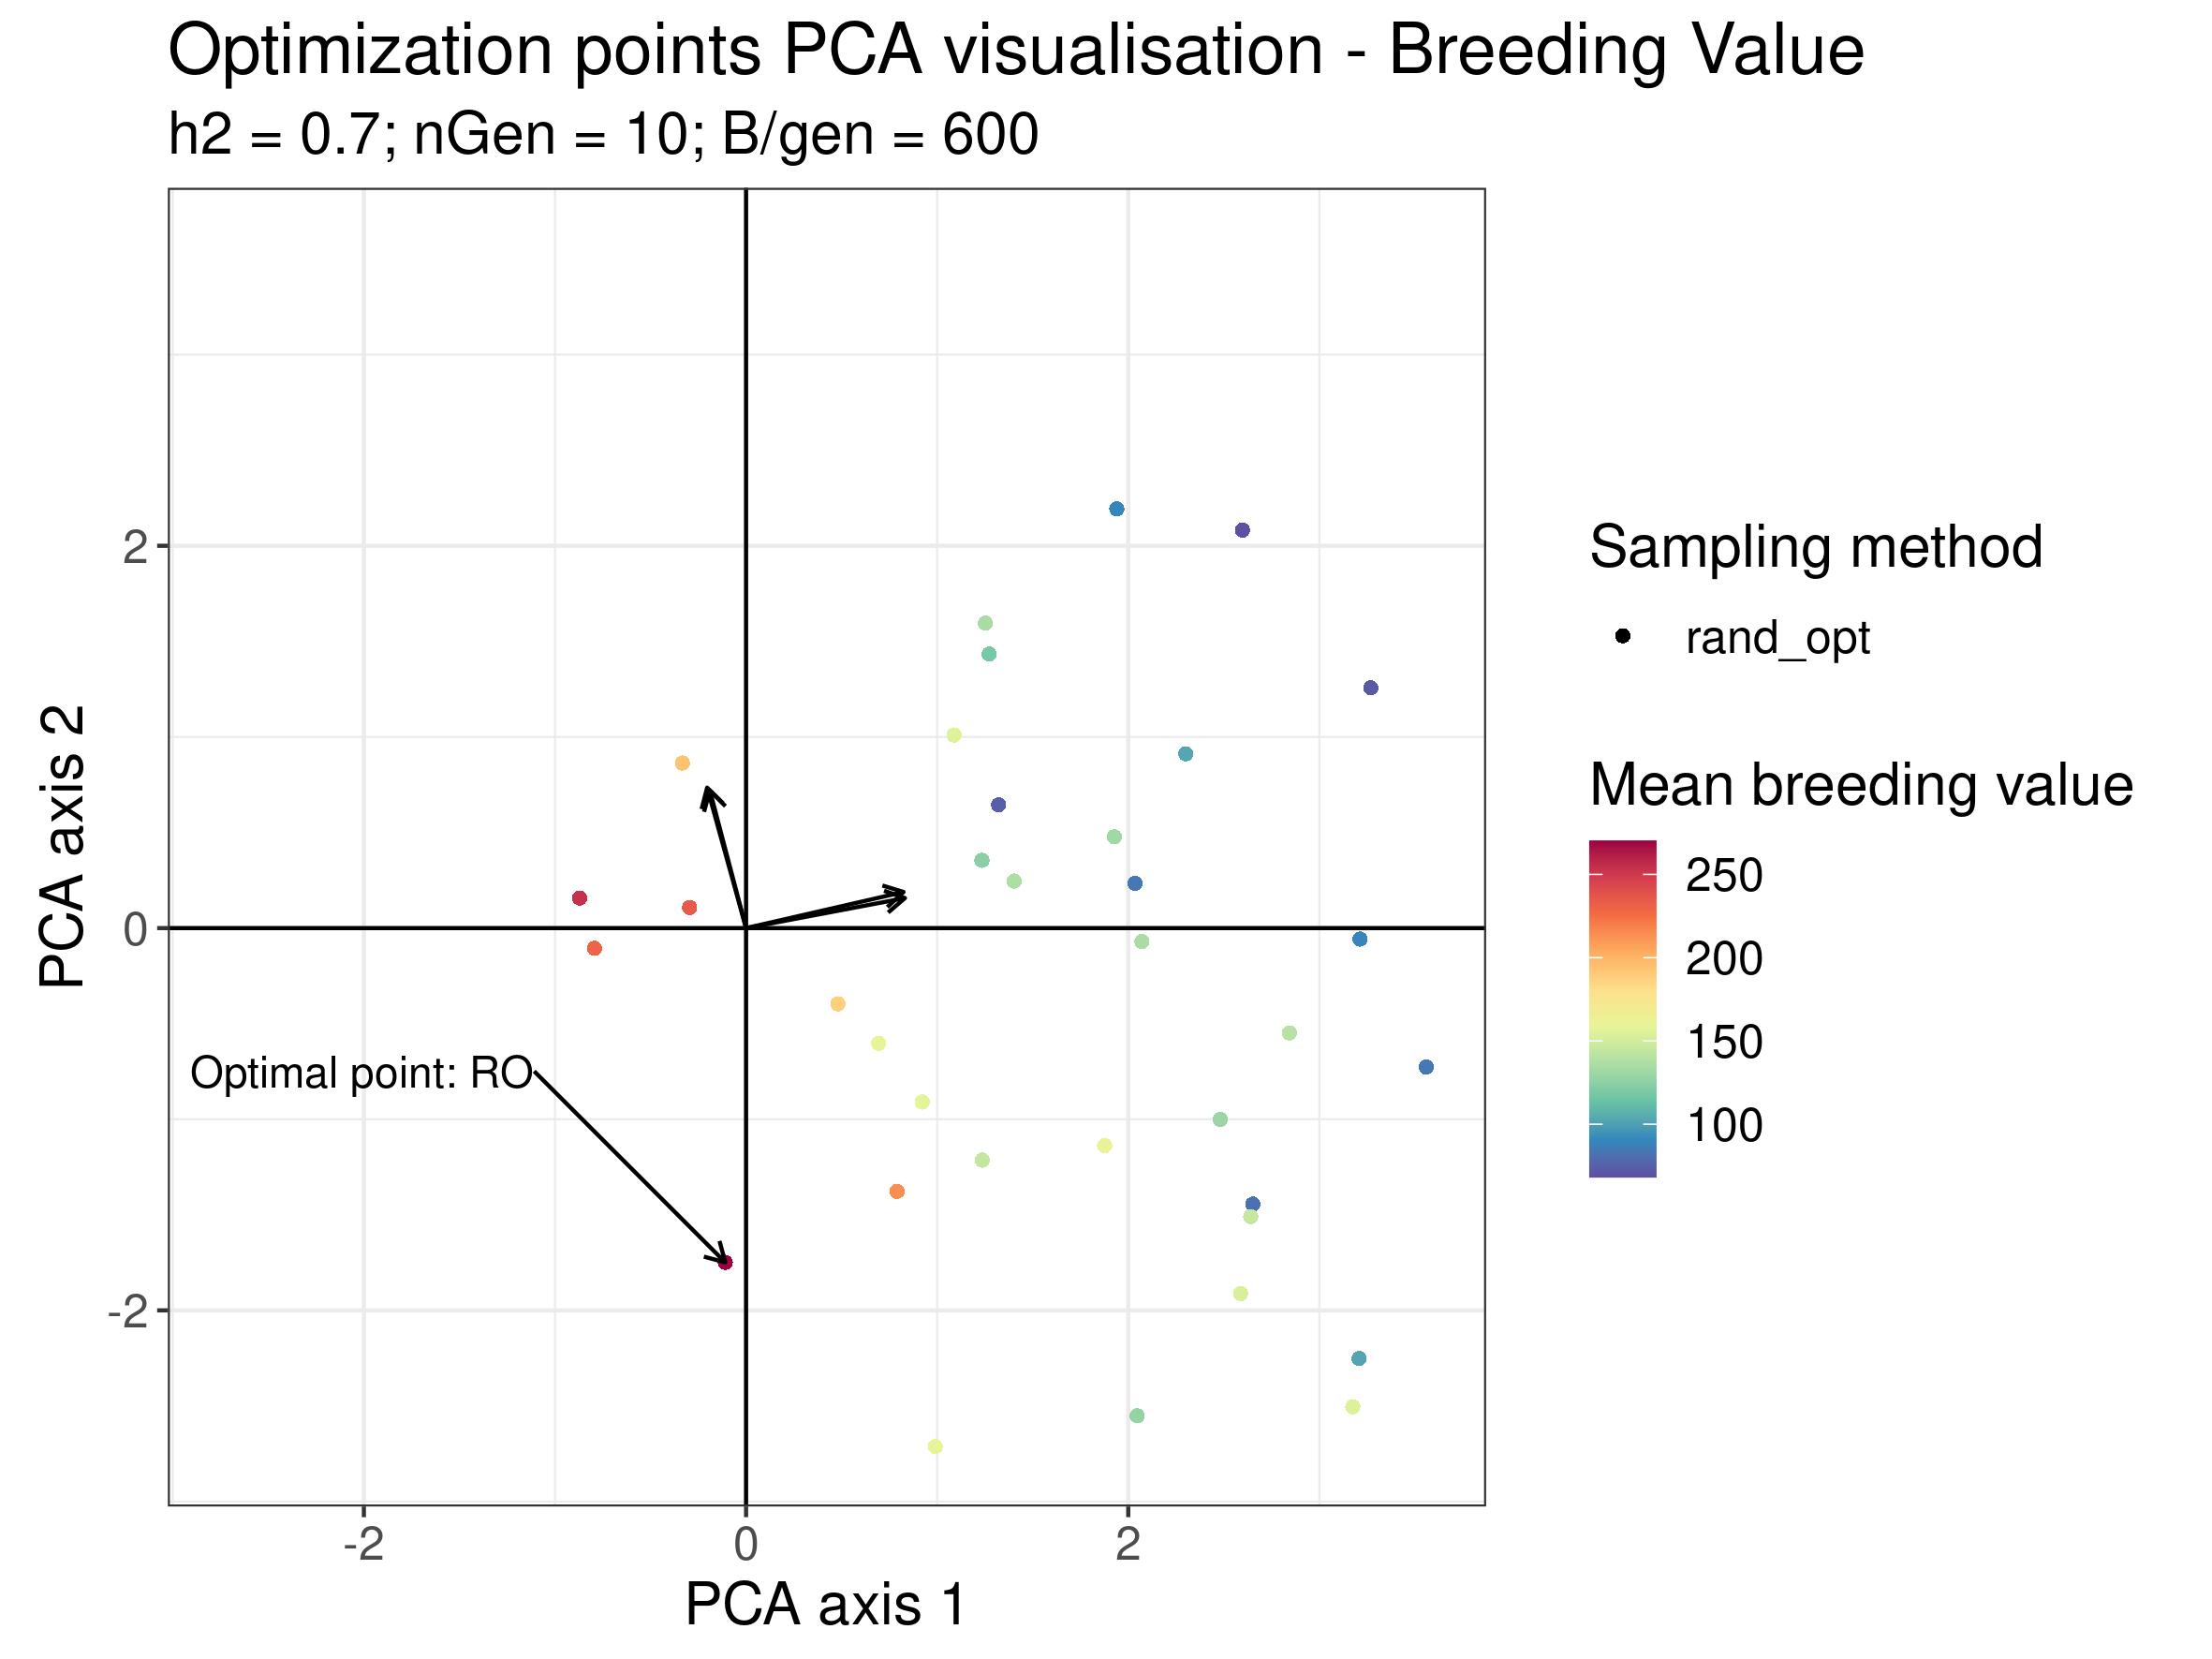 Optimization points PCA visualisation - Breeding Value
h2 = 0.7; nGen = 10; B/gen = 600
PCA axis 2
2
0
-2
Optimal point: RO
-2
0
2
PCA axis 1
Sampling method
rand_opt
Mean breeding value
250
200
150
100